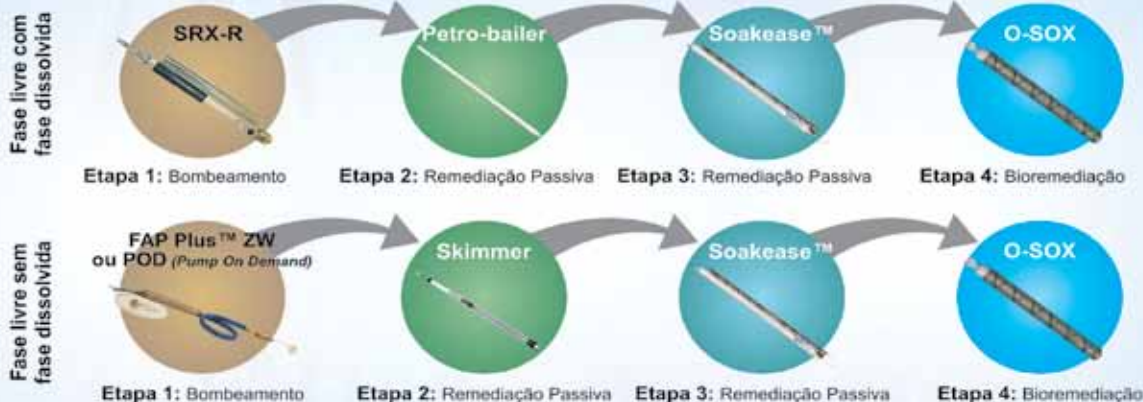 Fase livre com
fase dissolvida
SRX-R
Petro-bailer
Soakease™
O-SOX
Etapa 1: Bombeamento
Etapa 2: Remediação Passiva
Etapa 3: Remediação Passiva
Etapa 4: Bioremediação
Fase livre sem
fase dissolvida
FAP Plus™ ZW
ou POD (Pump On Demand)
Skimmer
Soakease™
O-SOX
Etapa 1: Bombeamento
Etapa 2: Remediação Passiva
Etapa 3: Remediação Passiva
Etapa 4: Bioremediação